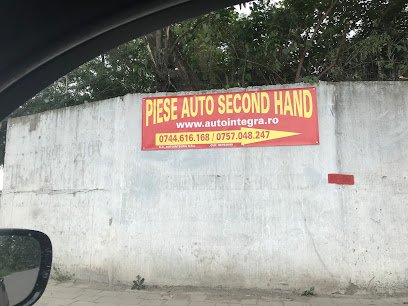 PIESE AUTO SECOND HAND
www.autointegra.ro
0744.616.168 / 0757.048.247